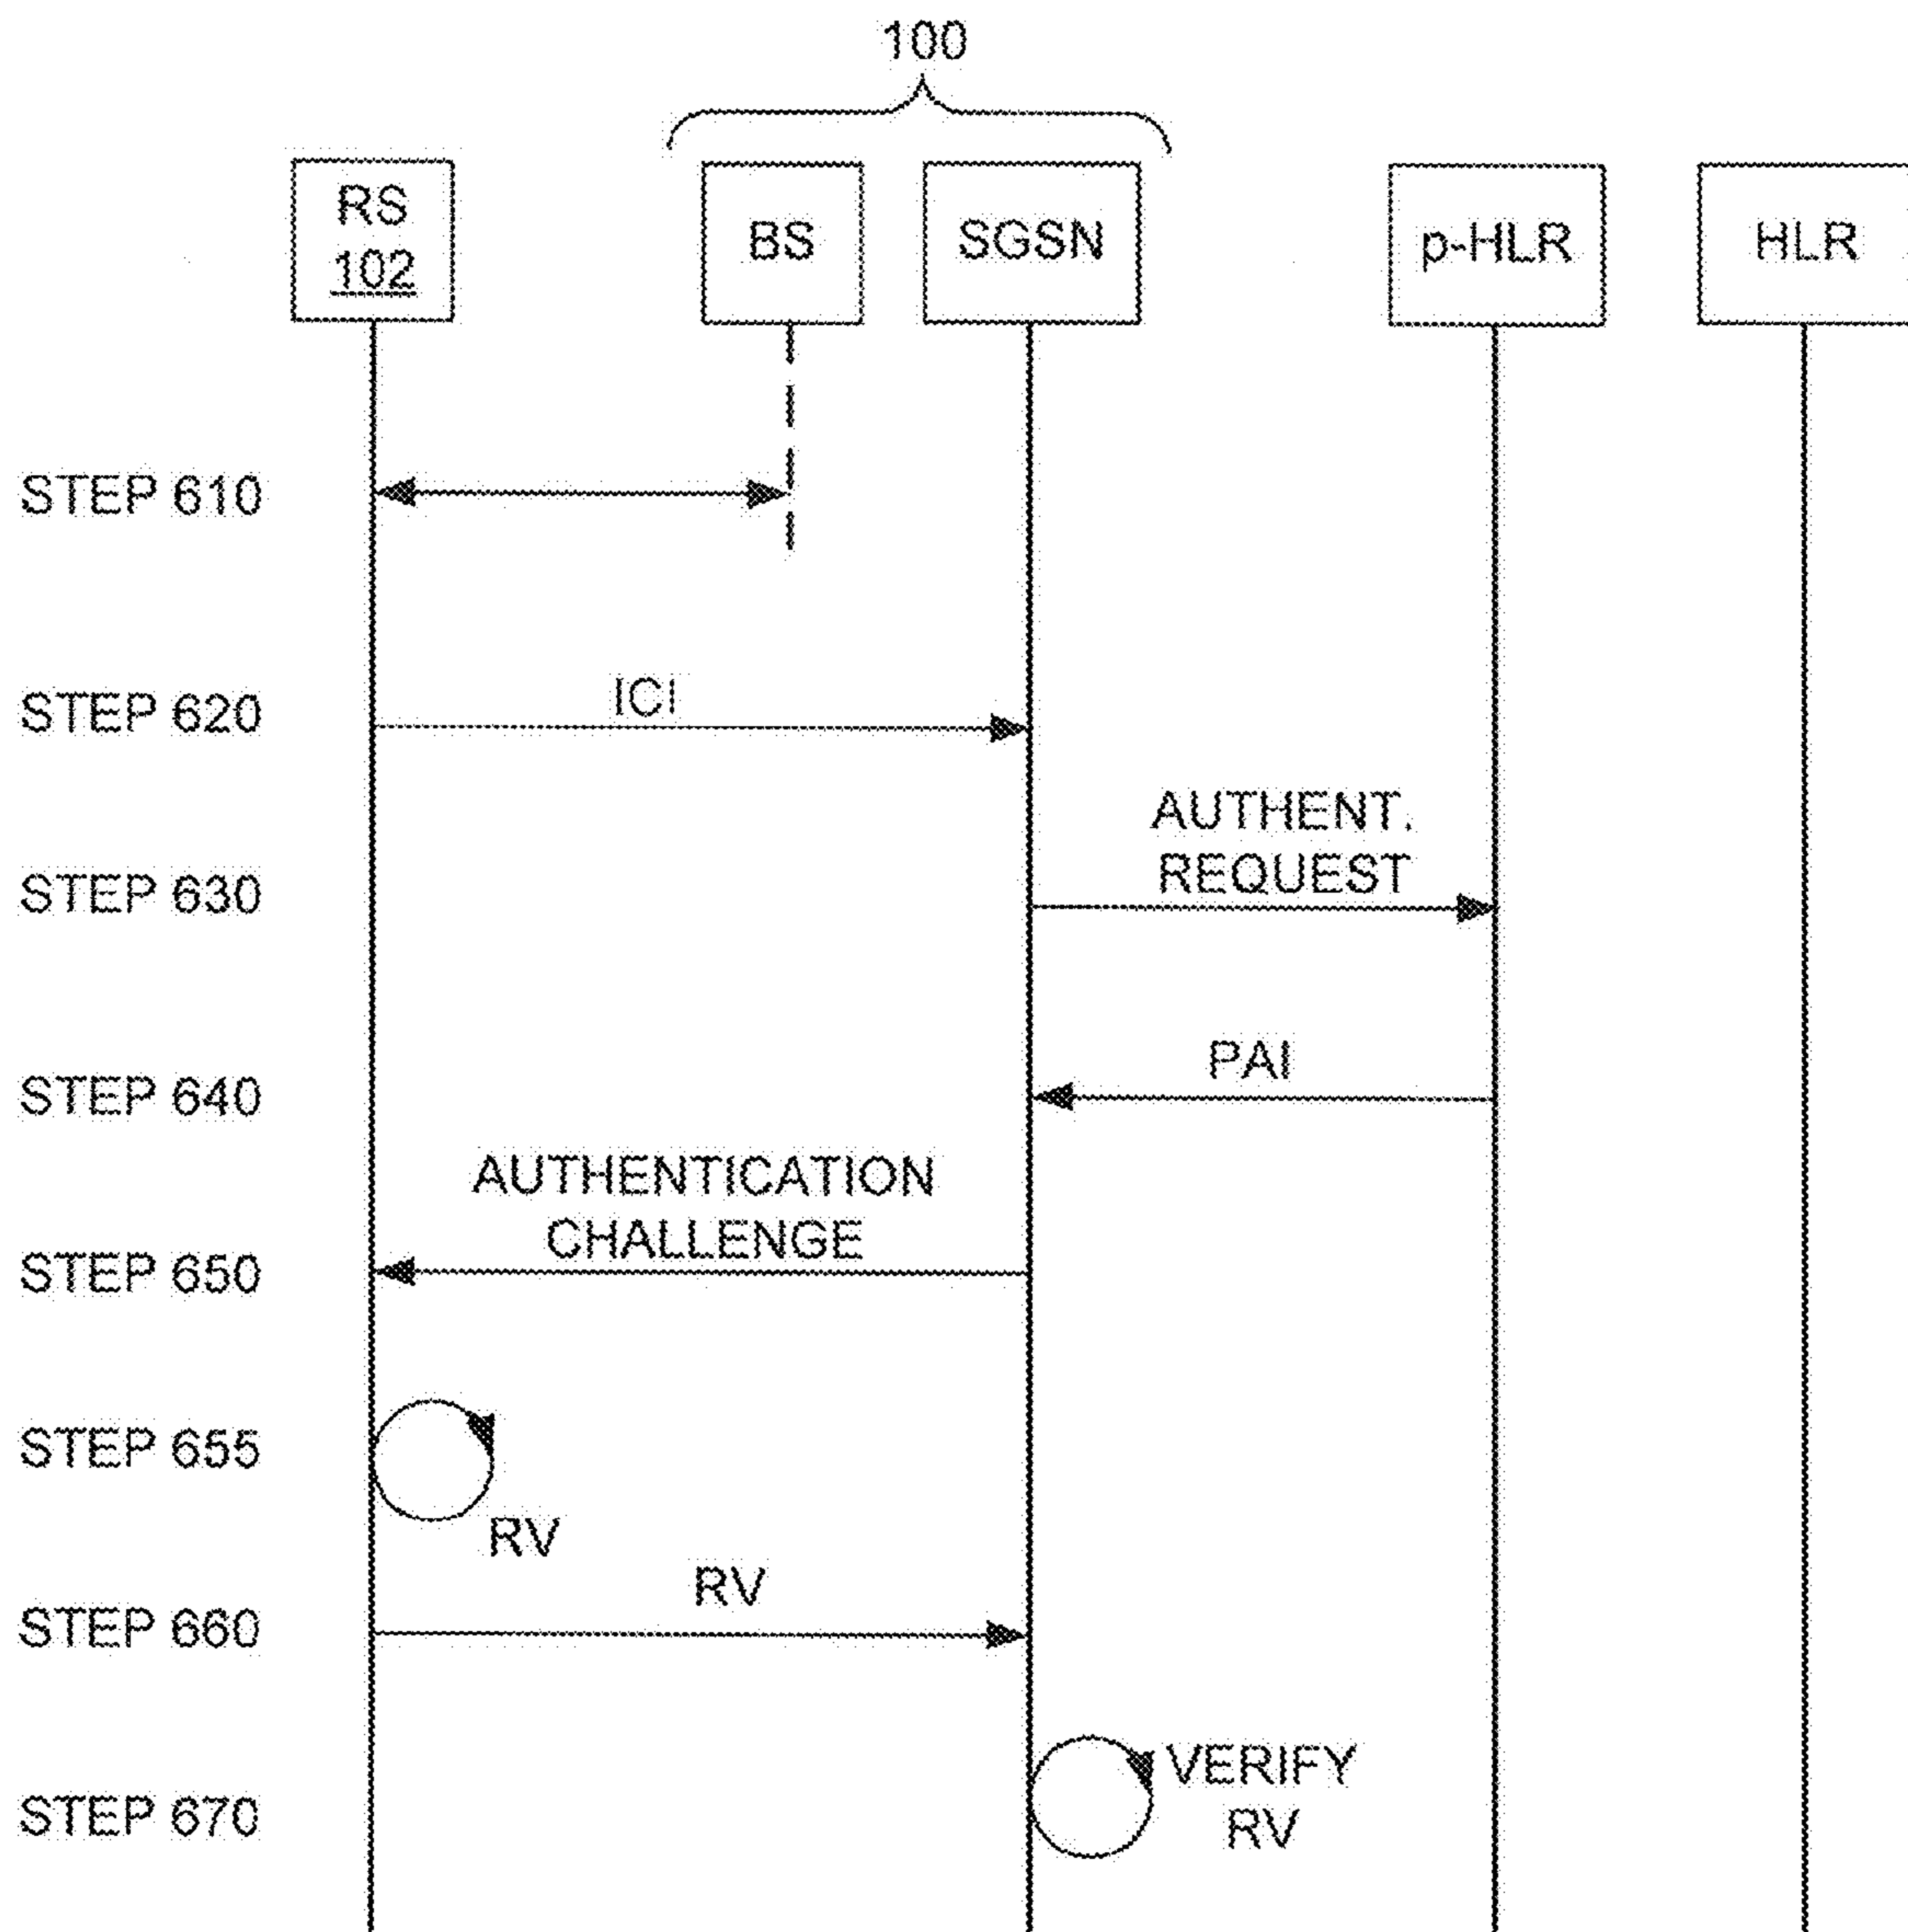 100
RS
102
BS
SGSN
p-HLR
HLR
STEP 610
STEP 620
ICI
STEP 630
AUTHENT.
REQUEST
STEP 640
PAI
STEP 650
AUTHENTICATION
CHALLENGE
STEP 655
RV
STEP 660
RV
STEP 670
VERIFY
RV